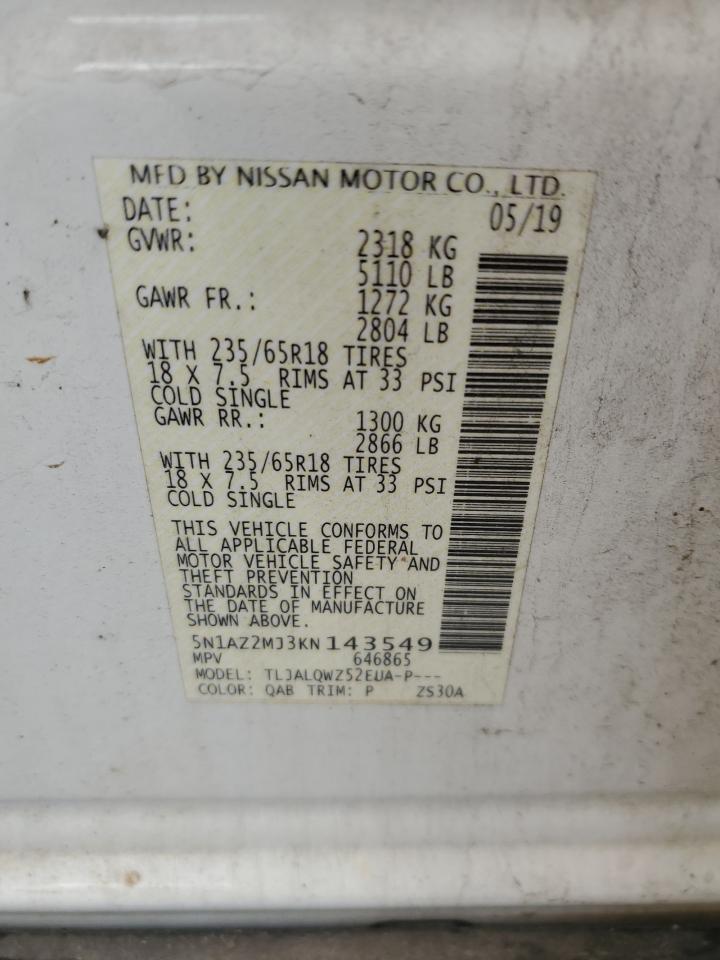 MFD BY NISSAN MOTOR CO., LTD.
DATE: 05/19
GVWR: 2318 KG
5110 LB
GAWR FR.: 1272 KG
2804 LB
WITH 235/65R18 TIRES
18 X 7.5 RIMS AT 33 PSI
COLD SINGLE
GAWR RR.: 1300 KG
2866 LB
WITH 235/65R18 TIRES
18 X 7.5 RIMS AT 33 PSI
COLD SINGLE
THIS VEHICLE CONFORMS TO
ALL APPLICABLE FEDERAL
MOTOR VEHICLE SAFETY AND
THEFT PREVENTION
STANDARDS IN EFFECT ON
THE DATE OF MANUFACTURE
SHOWN ABOVE.
5N1AZ2MJ3KN143549
MPV 646865
MODEL: TLJALQWZ52EUA-P---
COLOR: QAB TRIM: P ZS30A